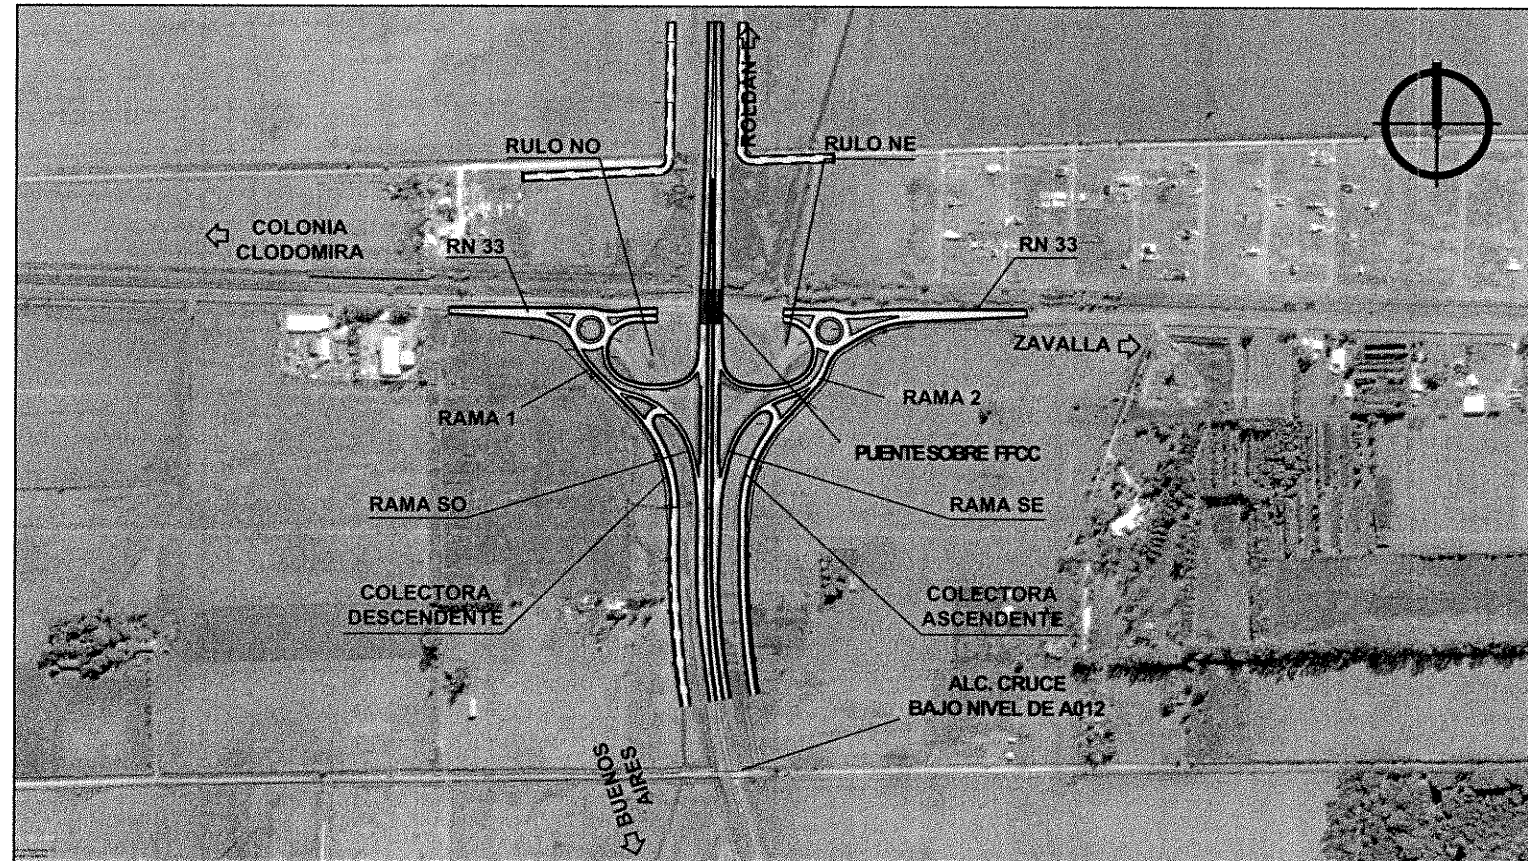 ROLDAN
RULO NO
RULO NE
COLONIA
CLODOMIRA
RN 33
RN 33
ZAVALLA
RAMA 1
RAMA 2
PUENTE SOBRE FFCC
RAMA SO
RAMA SE
COLECTORA
DESCENDENTE
COLECTORA
ASCENDENTE
ALC. CRUCE
BAJO NIVEL DE A012
BUENOS
AIRES